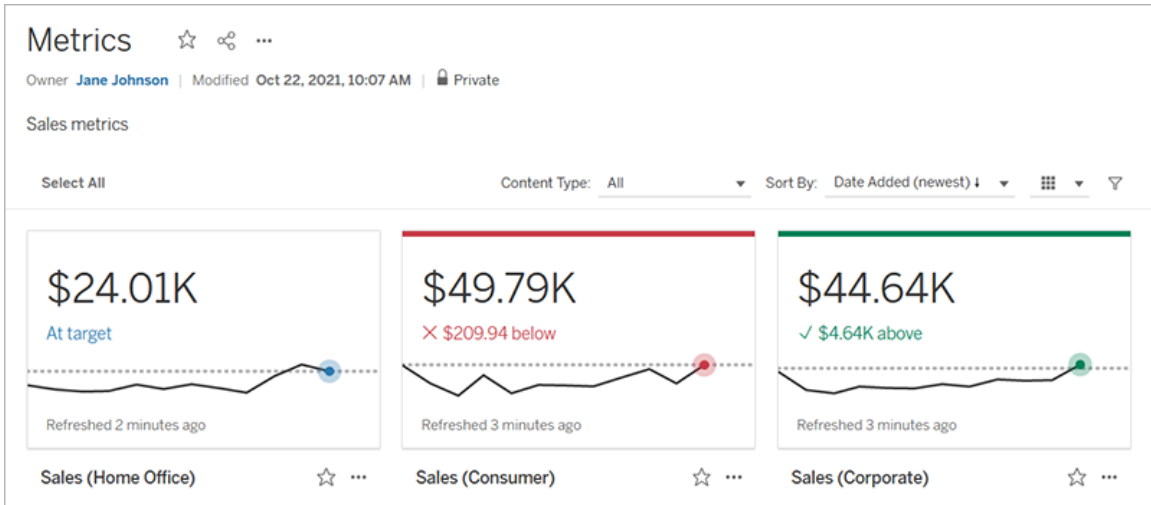 Metrics
Owner Jane Johnson | Modified Oct 22, 2021, 10:07 AM | Private
Sales metrics
Select All Content Type: All Sort By: Date Added (newest) ↓
$24.01K $49.79K $44.64K
At target × $209.94 below ✓ $4.64K above
Refreshed 2 minutes ago Refreshed 3 minutes ago Refreshed 3 minutes ago
Sales (Home Office) Sales (Consumer) Sales (Corporate)